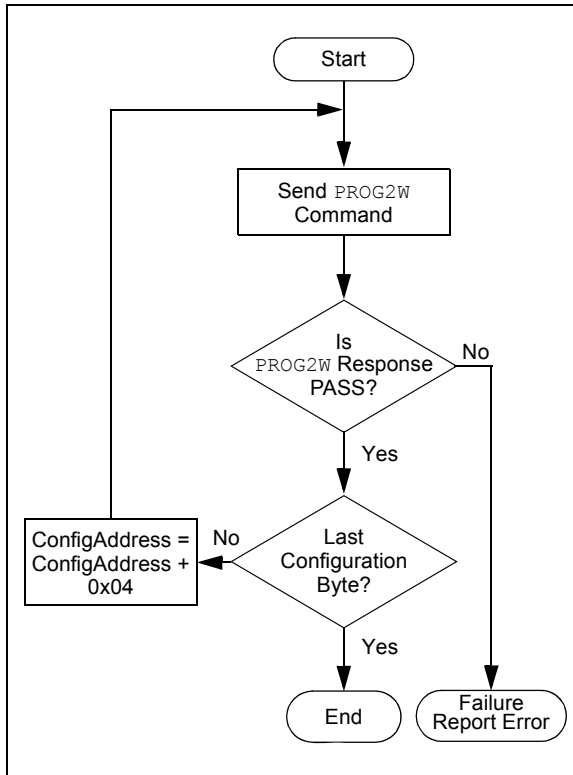 Start
Send PROG2W
Command
Is
PROG2W Response
PASS?
No
Yes
ConfigAddress =
ConfigAddress +
0x04
No
Last
Configuration
Byte?
Yes
End
Failure
Report Error